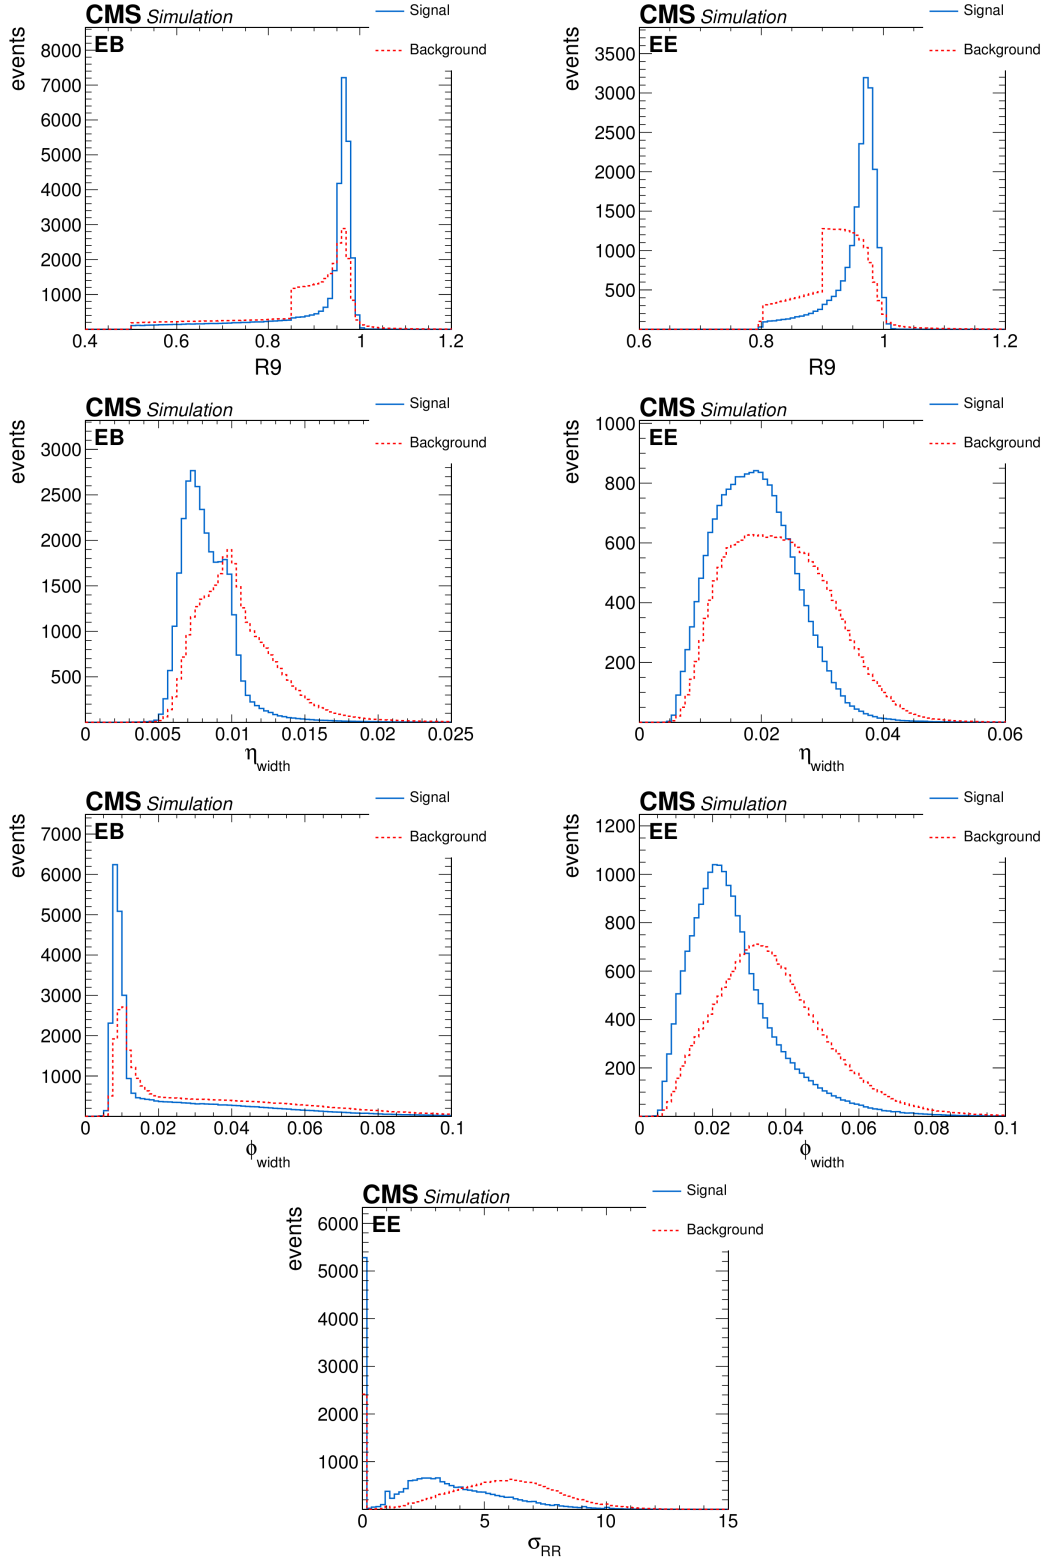 CMS Simulation
Signal
Background
EB
events
8000
7000
6000
5000
4000
3000
2000
1000
0.4 0.6 0.8 1 1.2
R9
CMS Simulation
Signal
Background
EE
events
3500
3000
2500
2000
1500
1000
500
0.6 0.8 1 1.2
R9
CMS Simulation
Signal
Background
EB
events
3000
2500
2000
1500
1000
500
0 0.005 0.01 0.015 0.02 0.025
ηwidth
CMS Simulation
Signal
Background
EE
events
1000
800
600
400
200
0 0.02 0.04 0.06
ηwidth
CMS Simulation
Signal
Background
EB
events
7000
6000
5000
4000
3000
2000
1000
0 0.02 0.04 0.06 0.08 0.1
ϕwidth
CMS Simulation
Signal
Background
EE
events
1200
1000
800
600
400
200
0 0.02 0.04 0.06 0.08 0.1
ϕwidth
CMS Simulation
Signal
Background
EE
events
6000
5000
4000
3000
2000
1000
0 5 10 15
σRR